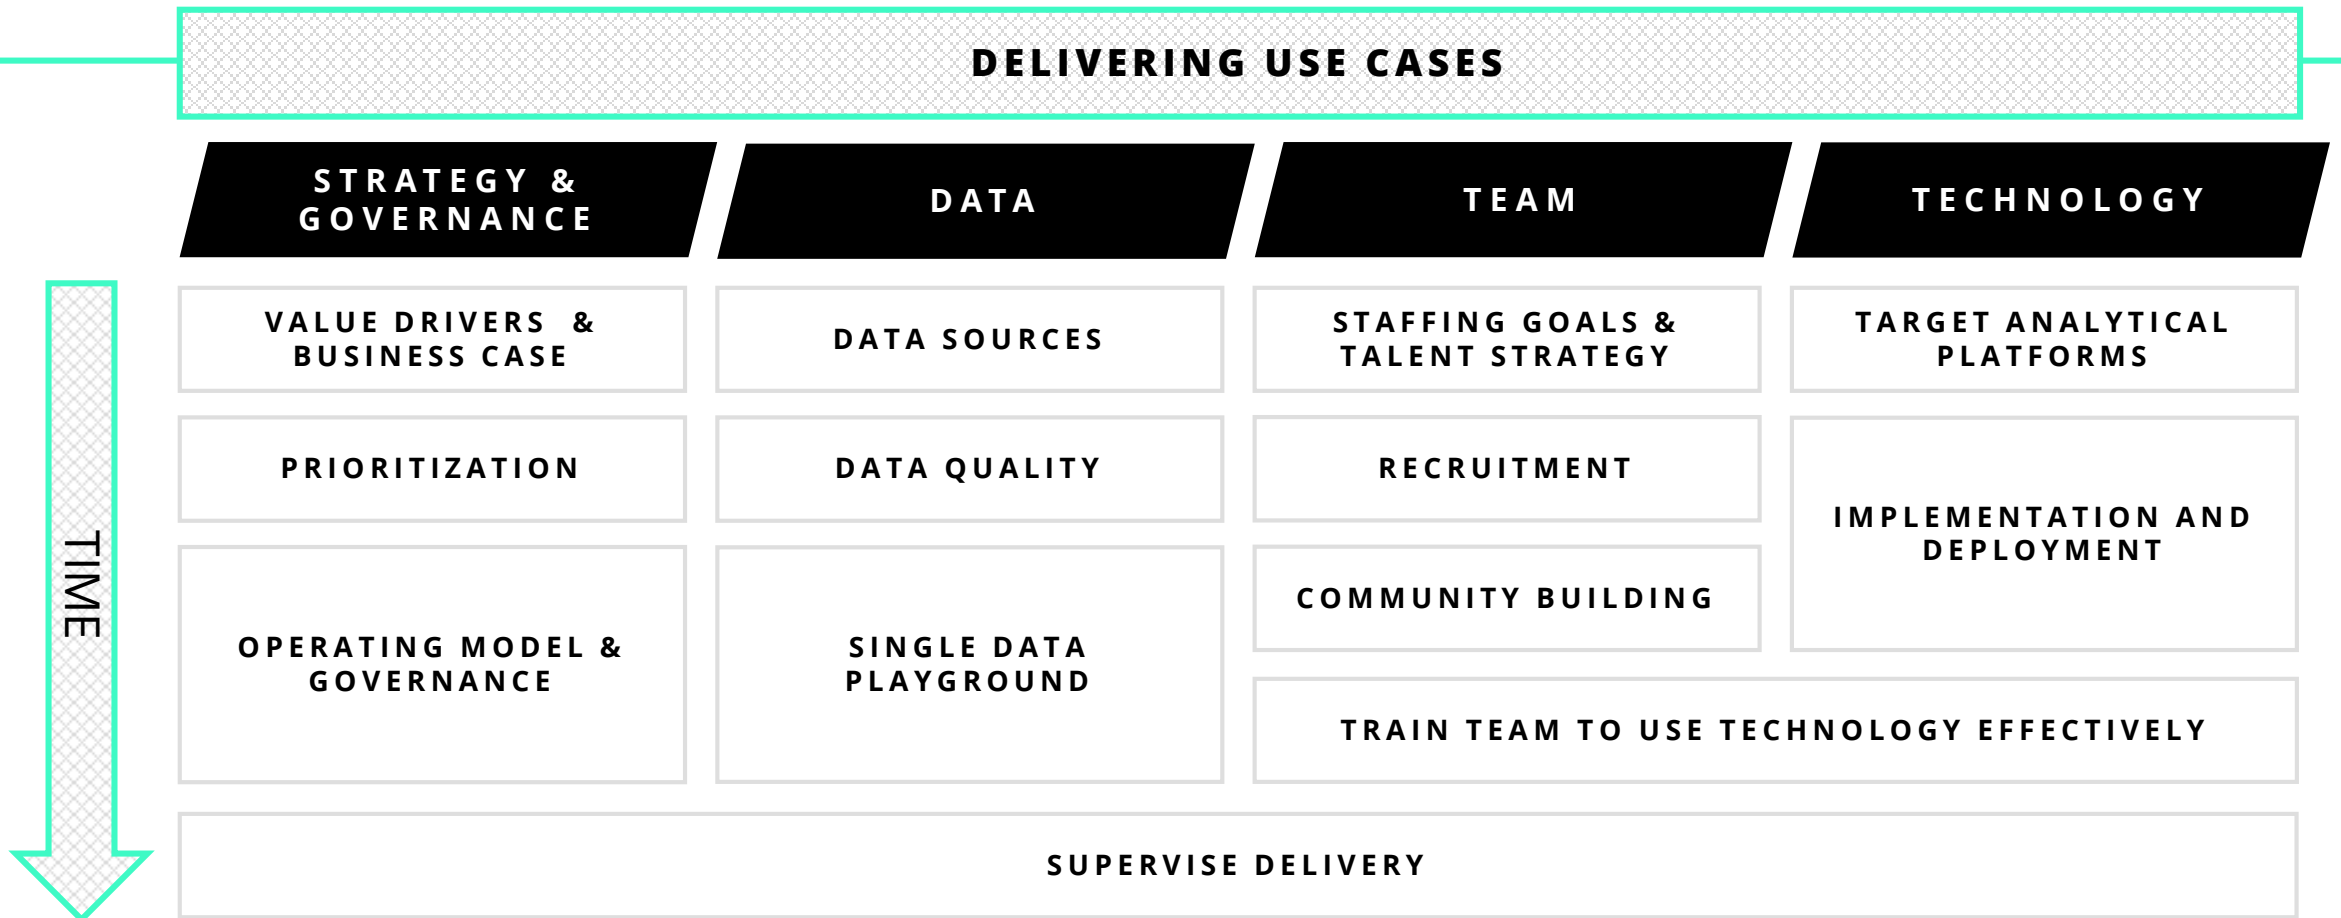 DELIVERING USE CASES
STRATEGY &
GOVERNANCE
DATA
TEAM
TECHNOLOGY
TIME
VALUE DRIVERS &
BUSINESS CASE
DATA SOURCES
STAFFING GOALS &
TALENT STRATEGY
TARGET ANALYTICAL
PLATFORMS
PRIORITIZATION
DATA QUALITY
RECRUITMENT
IMPLEMENTATION AND
DEPLOYMENT
OPERATING MODEL &
GOVERNANCE
SINGLE DATA
PLAYGROUND
COMMUNITY BUILDING
TRAIN TEAM TO USE TECHNOLOGY EFFECTIVELY
SUPERVISE DELIVERY